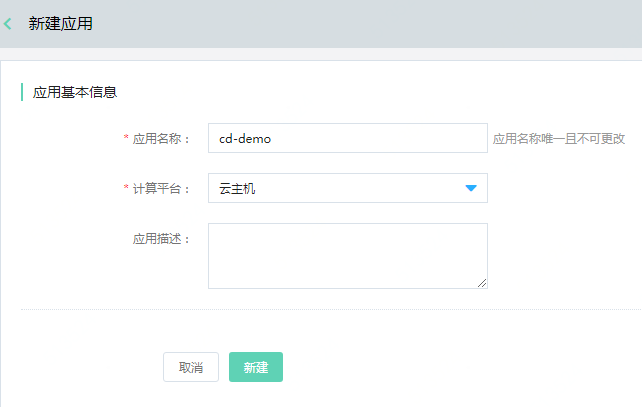 新建应用
应用基本信息
* 应用名称： cd-demo 应用名称唯一且不可更改
* 计算平台： 云主机
应用描述：
取消 新建